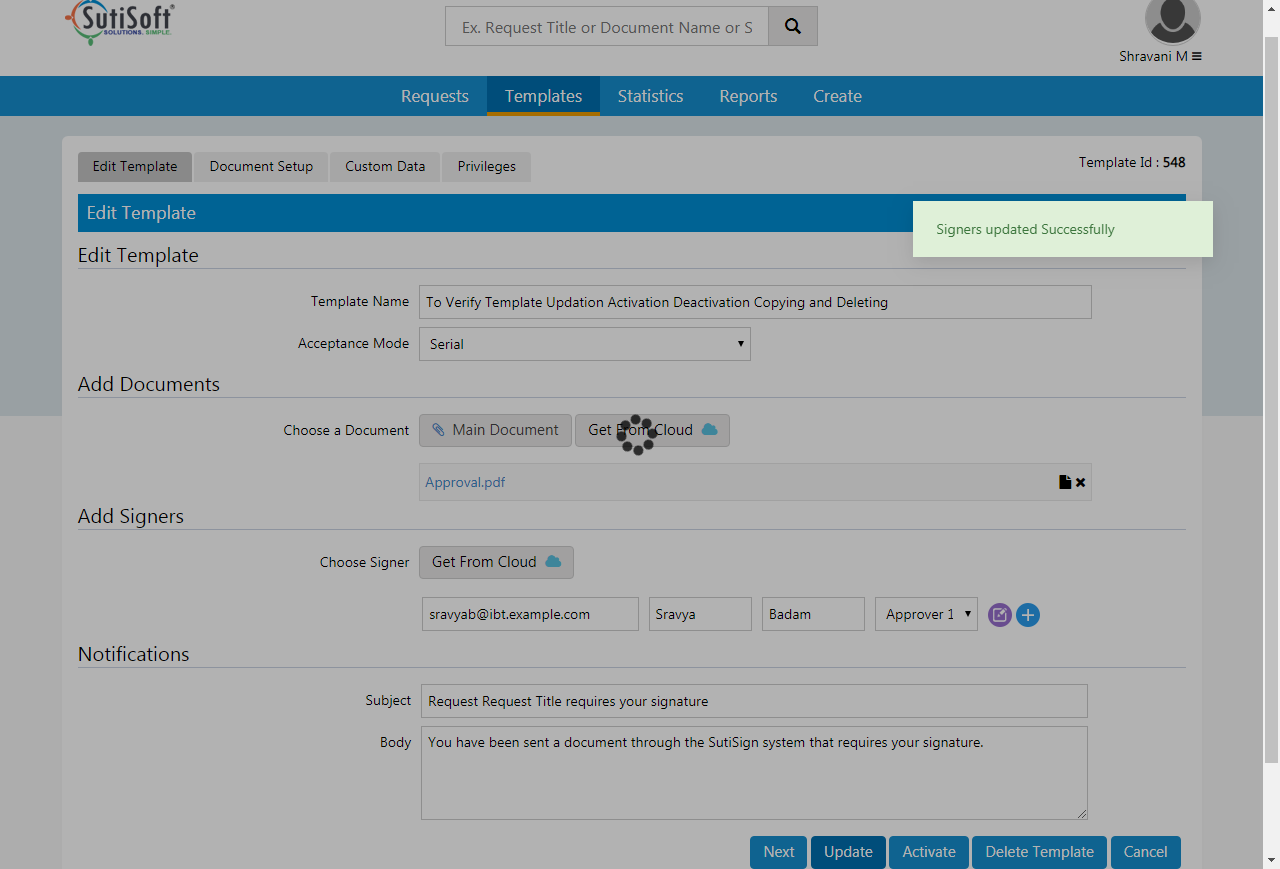 SutiSoft®
SOLUTIONS. SIMPLE.
Ex. Request Title or Document Name or S
Shravani M
Requests Templates Statistics Reports Create
Edit Template Document Setup Custom Data Privileges
Template Id : 548
Edit Template
Signers updated Successfully
Edit Template
Template Name To Verify Template Updation Activation Deactivation Copying and Deleting
Acceptance Mode Serial
Add Documents
Choose a Document Main Document Get From Cloud
Approval.pdf
Add Signers
Choose Signer Get From Cloud
sravyab@ibt.example.com Sravya Badam Approver 1
Notifications
Subject Request Request Title requires your signature
Body You have been sent a document through the SutiSign system that requires your signature.
Next Update Activate Delete Template Cancel